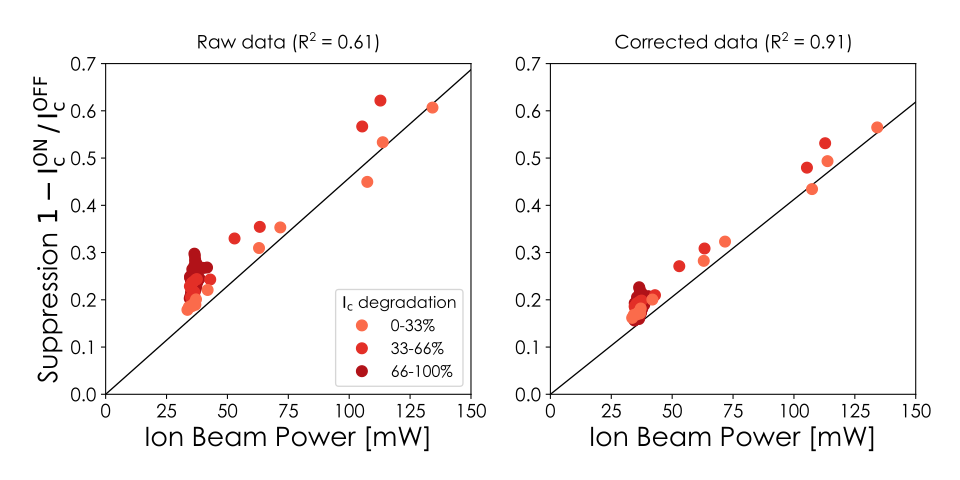 Raw data (R² = 0.61)
Suppression 1 − I_c^ON / I_c^OFF
0.7
0.6
0.5
0.4
0.3
0.2
0.1
0.0
I_c degradation
0-33%
33-66%
66-100%
0 25 50 75 100 125 150
Ion Beam Power [mW]
Corrected data (R² = 0.91)
0.7
0.6
0.5
0.4
0.3
0.2
0.1
0.0
0 25 50 75 100 125 150
Ion Beam Power [mW]